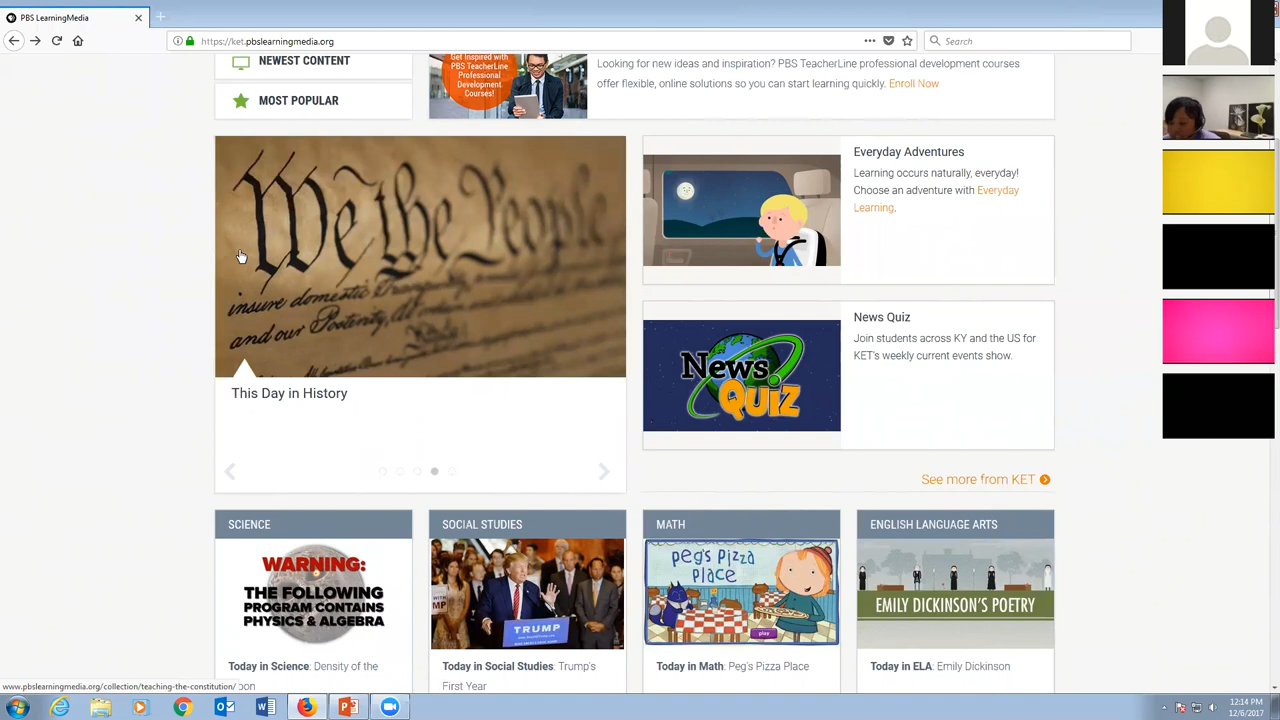 PBS LearningMedia
https://ket.pbslearningmedia.org
Search
NEWEST CONTENT
MOST POPULAR
Get Inspired with
PBS TeacherLine
Professional
Development
Courses!
Looking for new ideas and inspiration? PBS TeacherLine professional development courses
offer flexible, online solutions so you can start learning quickly. Enroll Now
We the People
insure domestic Tranquility
and our Posterity,
This Day in History
Everyday Adventures
Learning occurs naturally, everyday!
Choose an adventure with Everyday
Learning.
News
QUIZ
News Quiz
Join students across KY and the US for
KET's weekly current events show.
See more from KET
SCIENCE
WARNING:
THE FOLLOWING
PROGRAM CONTAINS
PHYSICS & ALGEBRA
Today in Science: Density of the
SOCIAL STUDIES
TRUMP
Today in Social Studies: Trump's
First Year
MATH
Peg's Pizza
Place
play
Today in Math: Peg's Pizza Place
ENGLISH LANGUAGE ARTS
EMILY DICKINSON'S POETRY
Today in ELA: Emily Dickinson
www.pbslearningmedia.org/collection/teaching-the-constitution/
12:14 PM
12/6/2017